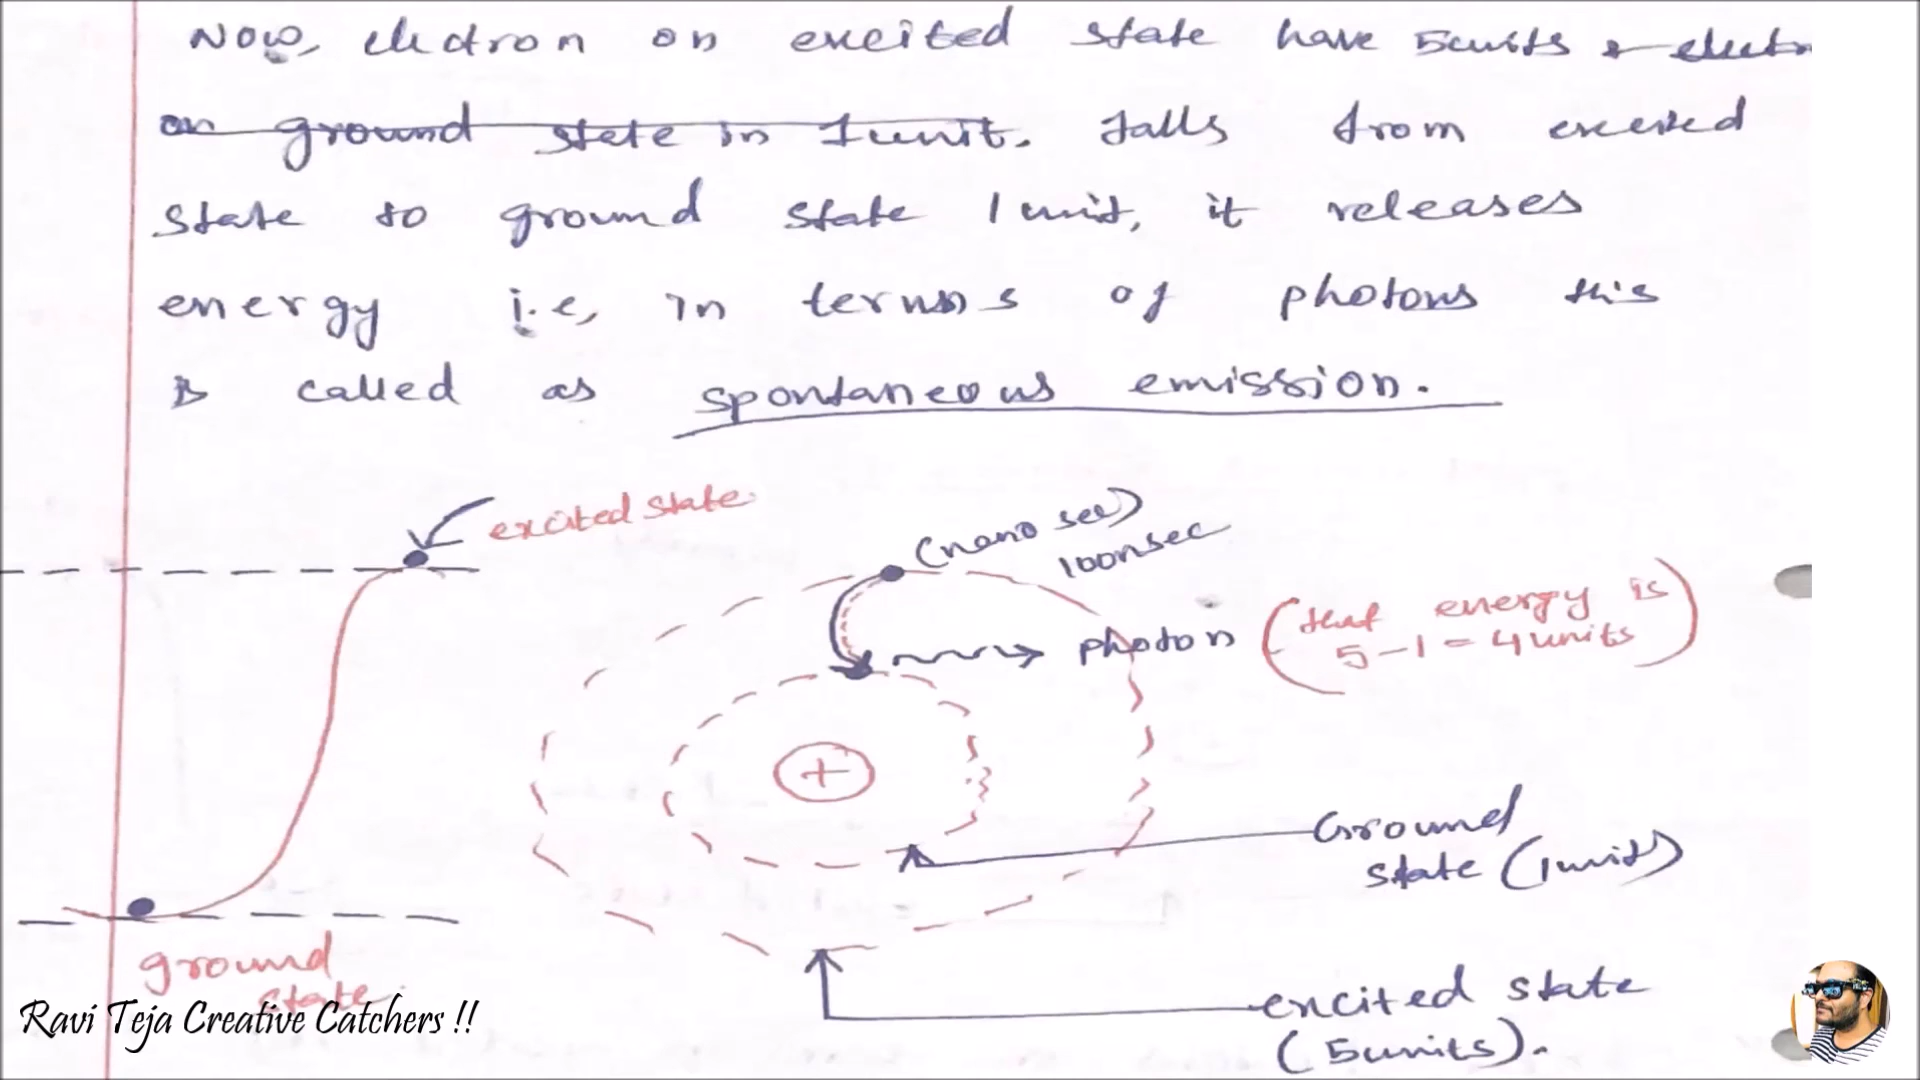 Now, electron on excited state have 5units & electr
on ground state in 1unit. falls from excited
state to ground state 1unit, it releases
energy i.e, in terms of photons this
is called as spontaneous emission.
excited state
(nano sec)
100nsec
photon
(that energy is
5-1=4units)
Ground
state (1unit)
ground
state.
excited state
(5units).
Ravi Teja Creative Catchers !!